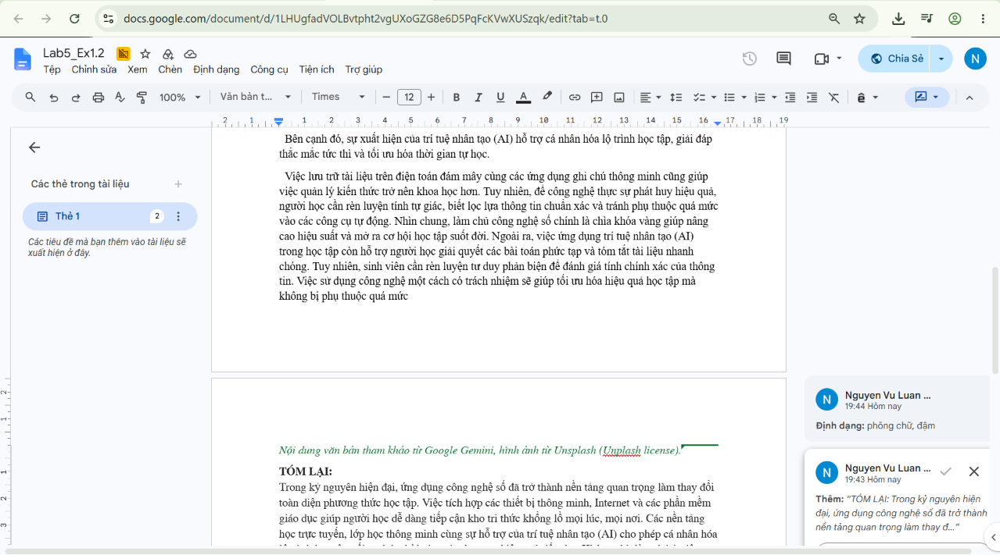 docs.google.com/document/d/1LHUgfadVOLBvtpht2vgUXoGZG8e6D5PqFcKVwXUSzqk/edit?tab=t.0
Lab5_Ex1.2
Tệp Chỉnh sửa Xem Chèn Định dạng Công cụ Tiện ích Trợ giúp
Chia Sẻ
N
100% Văn bản t... Times − 12 + B I U A ê
2 1 1 2 3 4 5 6 7 8 9 10 11 12 13 14 15 16 17 18 19
Các thẻ trong tài liệu
Thẻ 1 2
Các tiêu đề mà bạn thêm vào tài liệu sẽ
xuất hiện ở đây.
2
1
1
2
3
Bên cạnh đó, sự xuất hiện của trí tuệ nhân tạo (AI) hỗ trợ cá nhân hóa lộ trình học tập, giải đáp
thắc mắc tức thì và tối ưu hóa thời gian tự học.
Việc lưu trữ tài liệu trên điện toán đám mây cùng các ứng dụng ghi chú thông minh cũng giúp
việc quản lý kiến thức trở nên khoa học hơn. Tuy nhiên, để công nghệ thực sự phát huy hiệu quả,
người học cần rèn luyện tính tự giác, biết lọc lựa thông tin chuẩn xác và tránh phụ thuộc quá mức
vào các công cụ tự động. Nhìn chung, làm chủ công nghệ số chính là chìa khóa vàng giúp nâng
cao hiệu suất và mở ra cơ hội học tập suốt đời. Ngoài ra, việc ứng dụng trí tuệ nhân tạo (AI)
trong học tập còn hỗ trợ người học giải quyết các bài toán phức tạp và tóm tắt tài liệu nhanh
chóng. Tuy nhiên, sinh viên cần rèn luyện tư duy phản biện để đánh giá tính chính xác của thông
tin. Việc sử dụng công nghệ một cách có trách nhiệm sẽ giúp tối ưu hóa hiệu quả học tập mà
không bị phụ thuộc quá mức
Nội dung văn bản tham khảo từ Google Gemini, hình ảnh từ Unsplash (Unplash license).
TÓM LẠI:
Trong kỷ nguyên hiện đại, ứng dụng công nghệ số đã trở thành nền tảng quan trọng làm thay đổi
toàn diện phương thức học tập. Việc tích hợp các thiết bị thông minh, Internet và các phần mềm
giáo dục giúp người học dễ dàng tiếp cận kho tri thức khổng lồ mọi lúc, mọi nơi. Các nền tảng
học trực tuyến, lớp học thông minh cùng sự hỗ trợ của trí tuệ nhân tạo (AI) cho phép cá nhân hóa
N
Nguyen Vu Luan ...
19:44 Hôm nay
Định dạng: phông chữ, đậm
N
Nguyen Vu Luan ...
19:43 Hôm nay
Thêm: “TÓM LẠI: Trong kỷ nguyên hiện
đại, ứng dụng công nghệ số đã trở thành
nền tảng quan trọng làm thay đ...”